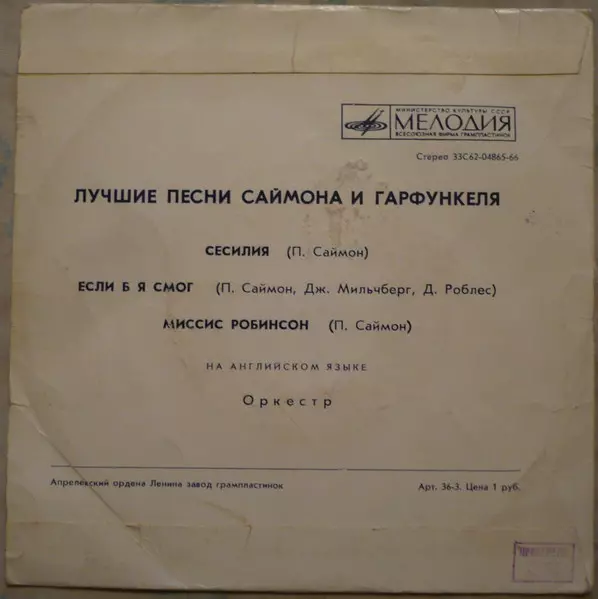 МИНИСТЕРСТВО КУЛЬТУРЫ СССР
МЕЛОДИЯ
ВСЕСОЮЗНАЯ ФИРМА ГРАМПЛАСТИНОК
Стерео 33С62-04865-66
ЛУЧШИЕ ПЕСНИ САЙМОНА И ГАРФУНКЕЛЯ
СЕСИЛИЯ (П. Саймон)
ЕСЛИ Б Я СМОГ (П. Саймон, Дж. Мильчберг, Д. Роблес)
МИССИС РОБИНСОН (П. Саймон)
НА АНГЛИЙСКОМ ЯЗЫКЕ
Оркестр
Апрелевский ордена Ленина завод грампластинок
Арт. 36-3. Цена 1 руб.